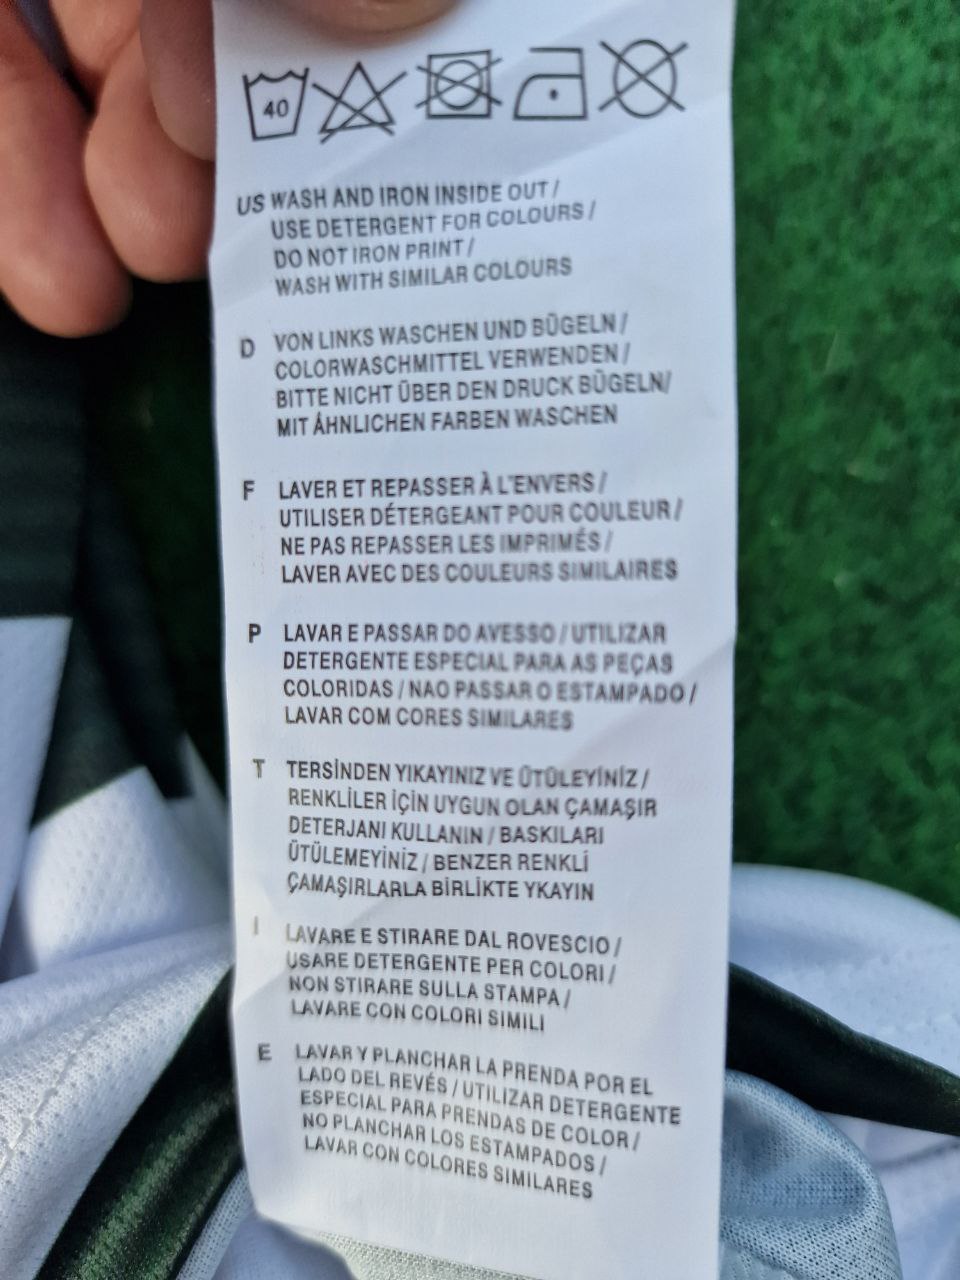 40
US WASH AND IRON INSIDE OUT /
USE DETERGENT FOR COLOURS /
DO NOT IRON PRINT /
WASH WITH SIMILAR COLOURS
D VON LINKS WASCHEN UND BÜGELN /
COLORWASCHMITTEL VERWENDEN /
BITTE NICHT ÜBER DEN DRUCK BÜGELN/
MIT ÄHNLICHEN FARBEN WASCHEN
F LAVER ET REPASSER À L'ENVERS /
UTILISER DÉTERGEANT POUR COULEUR /
NE PAS REPASSER LES IMPRIMÉS /
LAVER AVEC DES COULEURS SIMILAIRES
P LAVAR E PASSAR DO AVESSO / UTILIZAR
DETERGENTE ESPECIAL PARA AS PEÇAS
COLORIDAS / NAO PASSAR O ESTAMPADO /
LAVAR COM CORES SIMILARES
T TERSİNDEN YIKAYINIZ VE ÜTÜLEYİNİZ /
RENKLİLER İÇİN UYGUN OLAN ÇAMAŞIR
DETERJANI KULLANIN / BASKILARI
ÜTÜLEMEYİNİZ / BENZER RENKLİ
ÇAMAŞIRLARLA BİRLİKTE YKAYIN
I LAVARE E STIRARE DAL ROVESCIO /
USARE DETERGENTE PER COLORI /
NON STIRARE SULLA STAMPA /
LAVARE CON COLORI SIMILI
E LAVAR Y PLANCHAR LA PRENDA POR EL
LADO DEL REVÉS / UTILIZAR DETERGENTE
ESPECIAL PARA PRENDAS DE COLOR /
NO PLANCHAR LOS ESTAMPADOS /
LAVAR CON COLORES SIMILARES